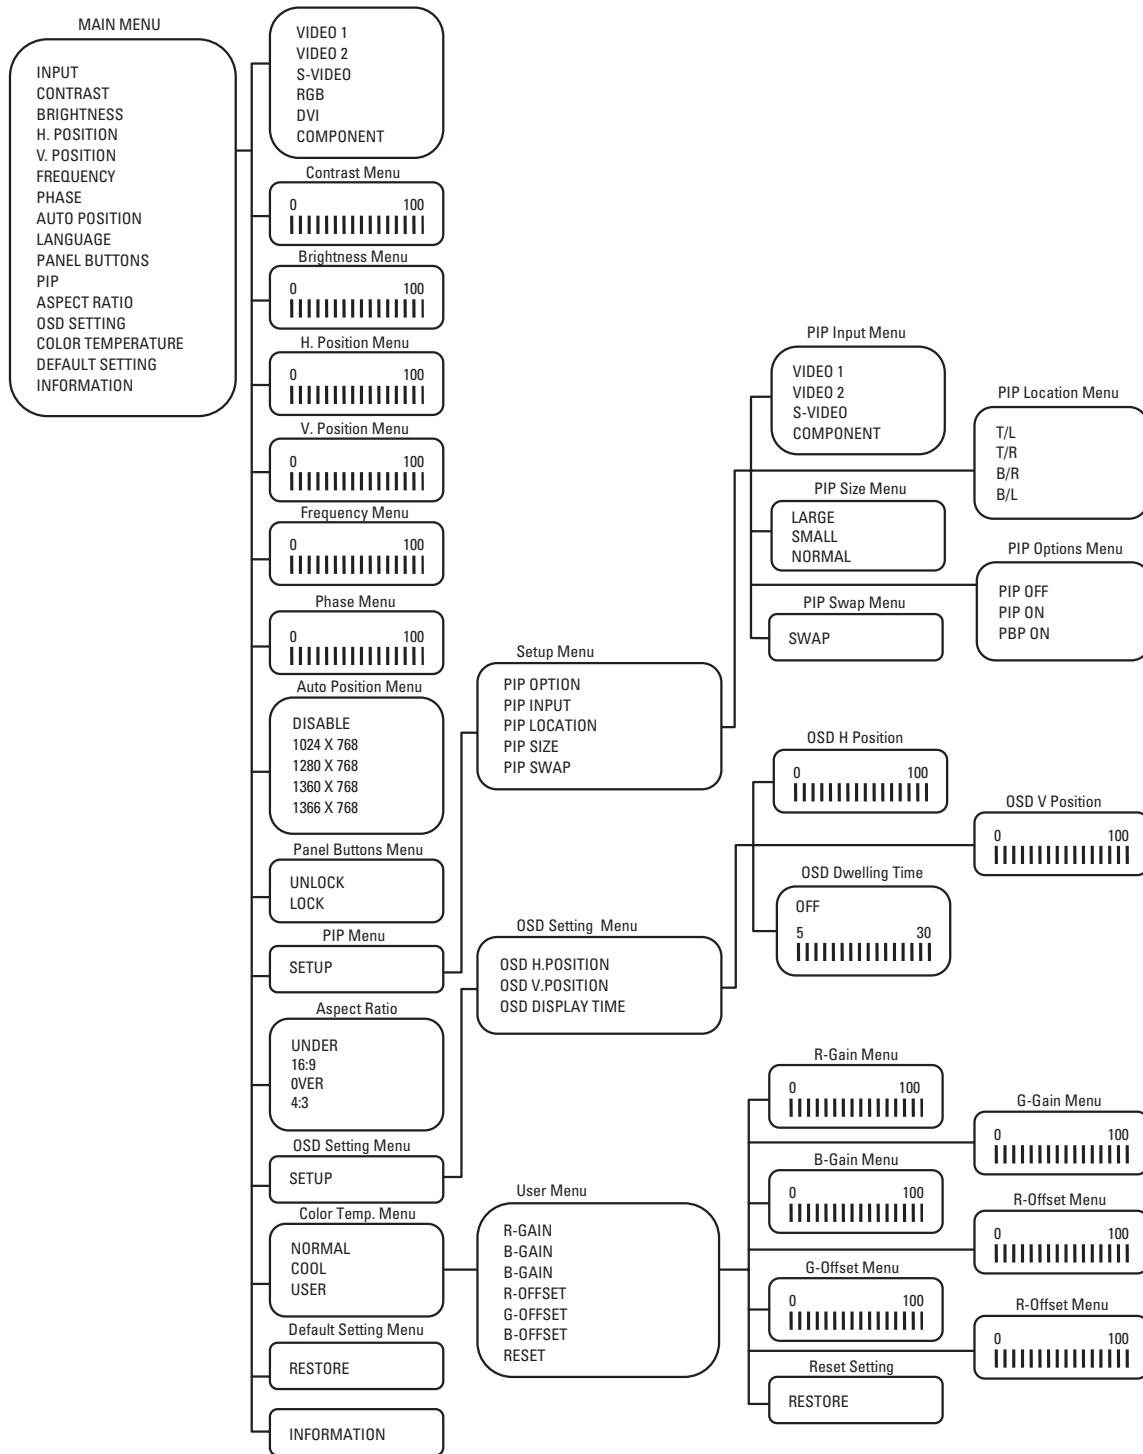 MAIN MENU
INPUT
CONTRAST
BRIGHTNESS
H. POSITION
V. POSITION
FREQUENCY
PHASE
AUTO POSITION
LANGUAGE
PANEL BUTTONS
PIP
ASPECT RATIO
OSD SETTING
COLOR TEMPERATURE
DEFAULT SETTING
INFORMATION
VIDEO 1
VIDEO 2
S-VIDEO
RGB
DVI
COMPONENT
Contrast Menu
0 100
Brightness Menu
0 100
H. Position Menu
0 100
V. Position Menu
0 100
Frequency Menu
0 100
Phase Menu
0 100
Auto Position Menu
DISABLE
1024 X 768
1280 X 768
1360 X 768
1366 X 768
Panel Buttons Menu
UNLOCK
LOCK
PIP Menu
SETUP
Aspect Ratio
UNDER
16:9
0VER
4:3
OSD Setting Menu
SETUP
Color Temp. Menu
NORMAL
COOL
USER
Default Setting Menu
RESTORE
INFORMATION
Setup Menu
PIP OPTION
PIP INPUT
PIP LOCATION
PIP SIZE
PIP SWAP
OSD Setting Menu
OSD H.POSITION
OSD V.POSITION
OSD DISPLAY TIME
User Menu
R-GAIN
B-GAIN
B-GAIN
R-OFFSET
G-OFFSET
B-OFFSET
RESET
PIP Input Menu
VIDEO 1
VIDEO 2
S-VIDEO
COMPONENT
PIP Location Menu
T/L
T/R
B/R
B/L
PIP Size Menu
LARGE
SMALL
NORMAL
PIP Options Menu
PIP OFF
PIP ON
PBP ON
PIP Swap Menu
SWAP
OSD H Position
0 100
OSD V Position
0 100
OSD Dwelling Time
OFF
5 30
R-Gain Menu
0 100
G-Gain Menu
0 100
B-Gain Menu
0 100
R-Offset Menu
0 100
G-Offset Menu
0 100
R-Offset Menu
0 100
Reset Setting
RESTORE